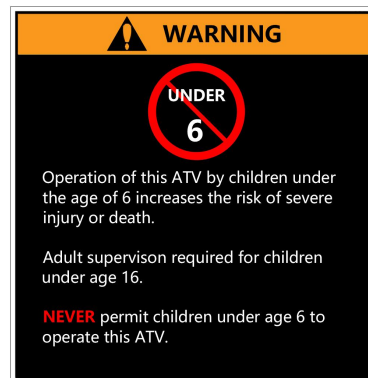 WARNING
UNDER
6
Operation of this ATV by children under
the age of 6 increases the risk of severe
injury or death.
Adult supervison required for children
under age 16.
NEVER permit children under age 6 to
operate this ATV.